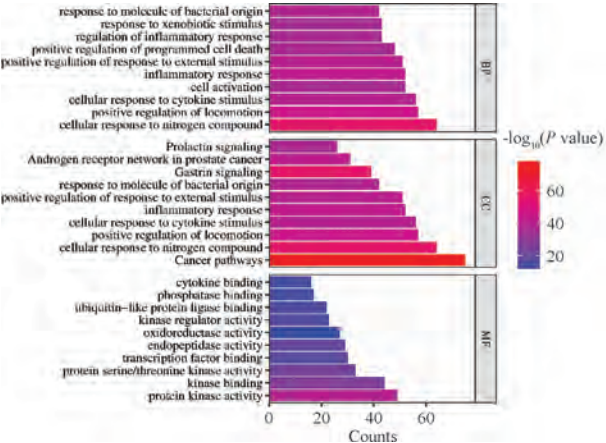 response to molecule of bacterial origin
response to xenobiotic stimulus
regulation of inflammatory response
positive regulation of programmed cell death
positive regulation of response to external stimulus
inflammatory response
cell activation
cellular response to cytokine stimulus
positive regulation of locomotion
cellular response to nitrogen compound
BP
Prolactin signaling
Androgen receptor network in prostate cancer
Gastrin signaling
response to molecule of bacterial origin
positive regulation of response to external stimulus
inflammatory response
cellular response to cytokine stimulus
positive regulation of locomotion
cellular response to nitrogen compound
Cancer pathways
CC
cytokine binding
phosphatase binding
ubiquitin-like protein ligase binding
kinase regulator activity
oxidoreductase activity
endopeptidase activity
transcription factor binding
protein serine/threonine kinase activity
kinase binding
protein kinase activity
MF
0 20 40 60
Counts
-log10(P value)
60
40
20